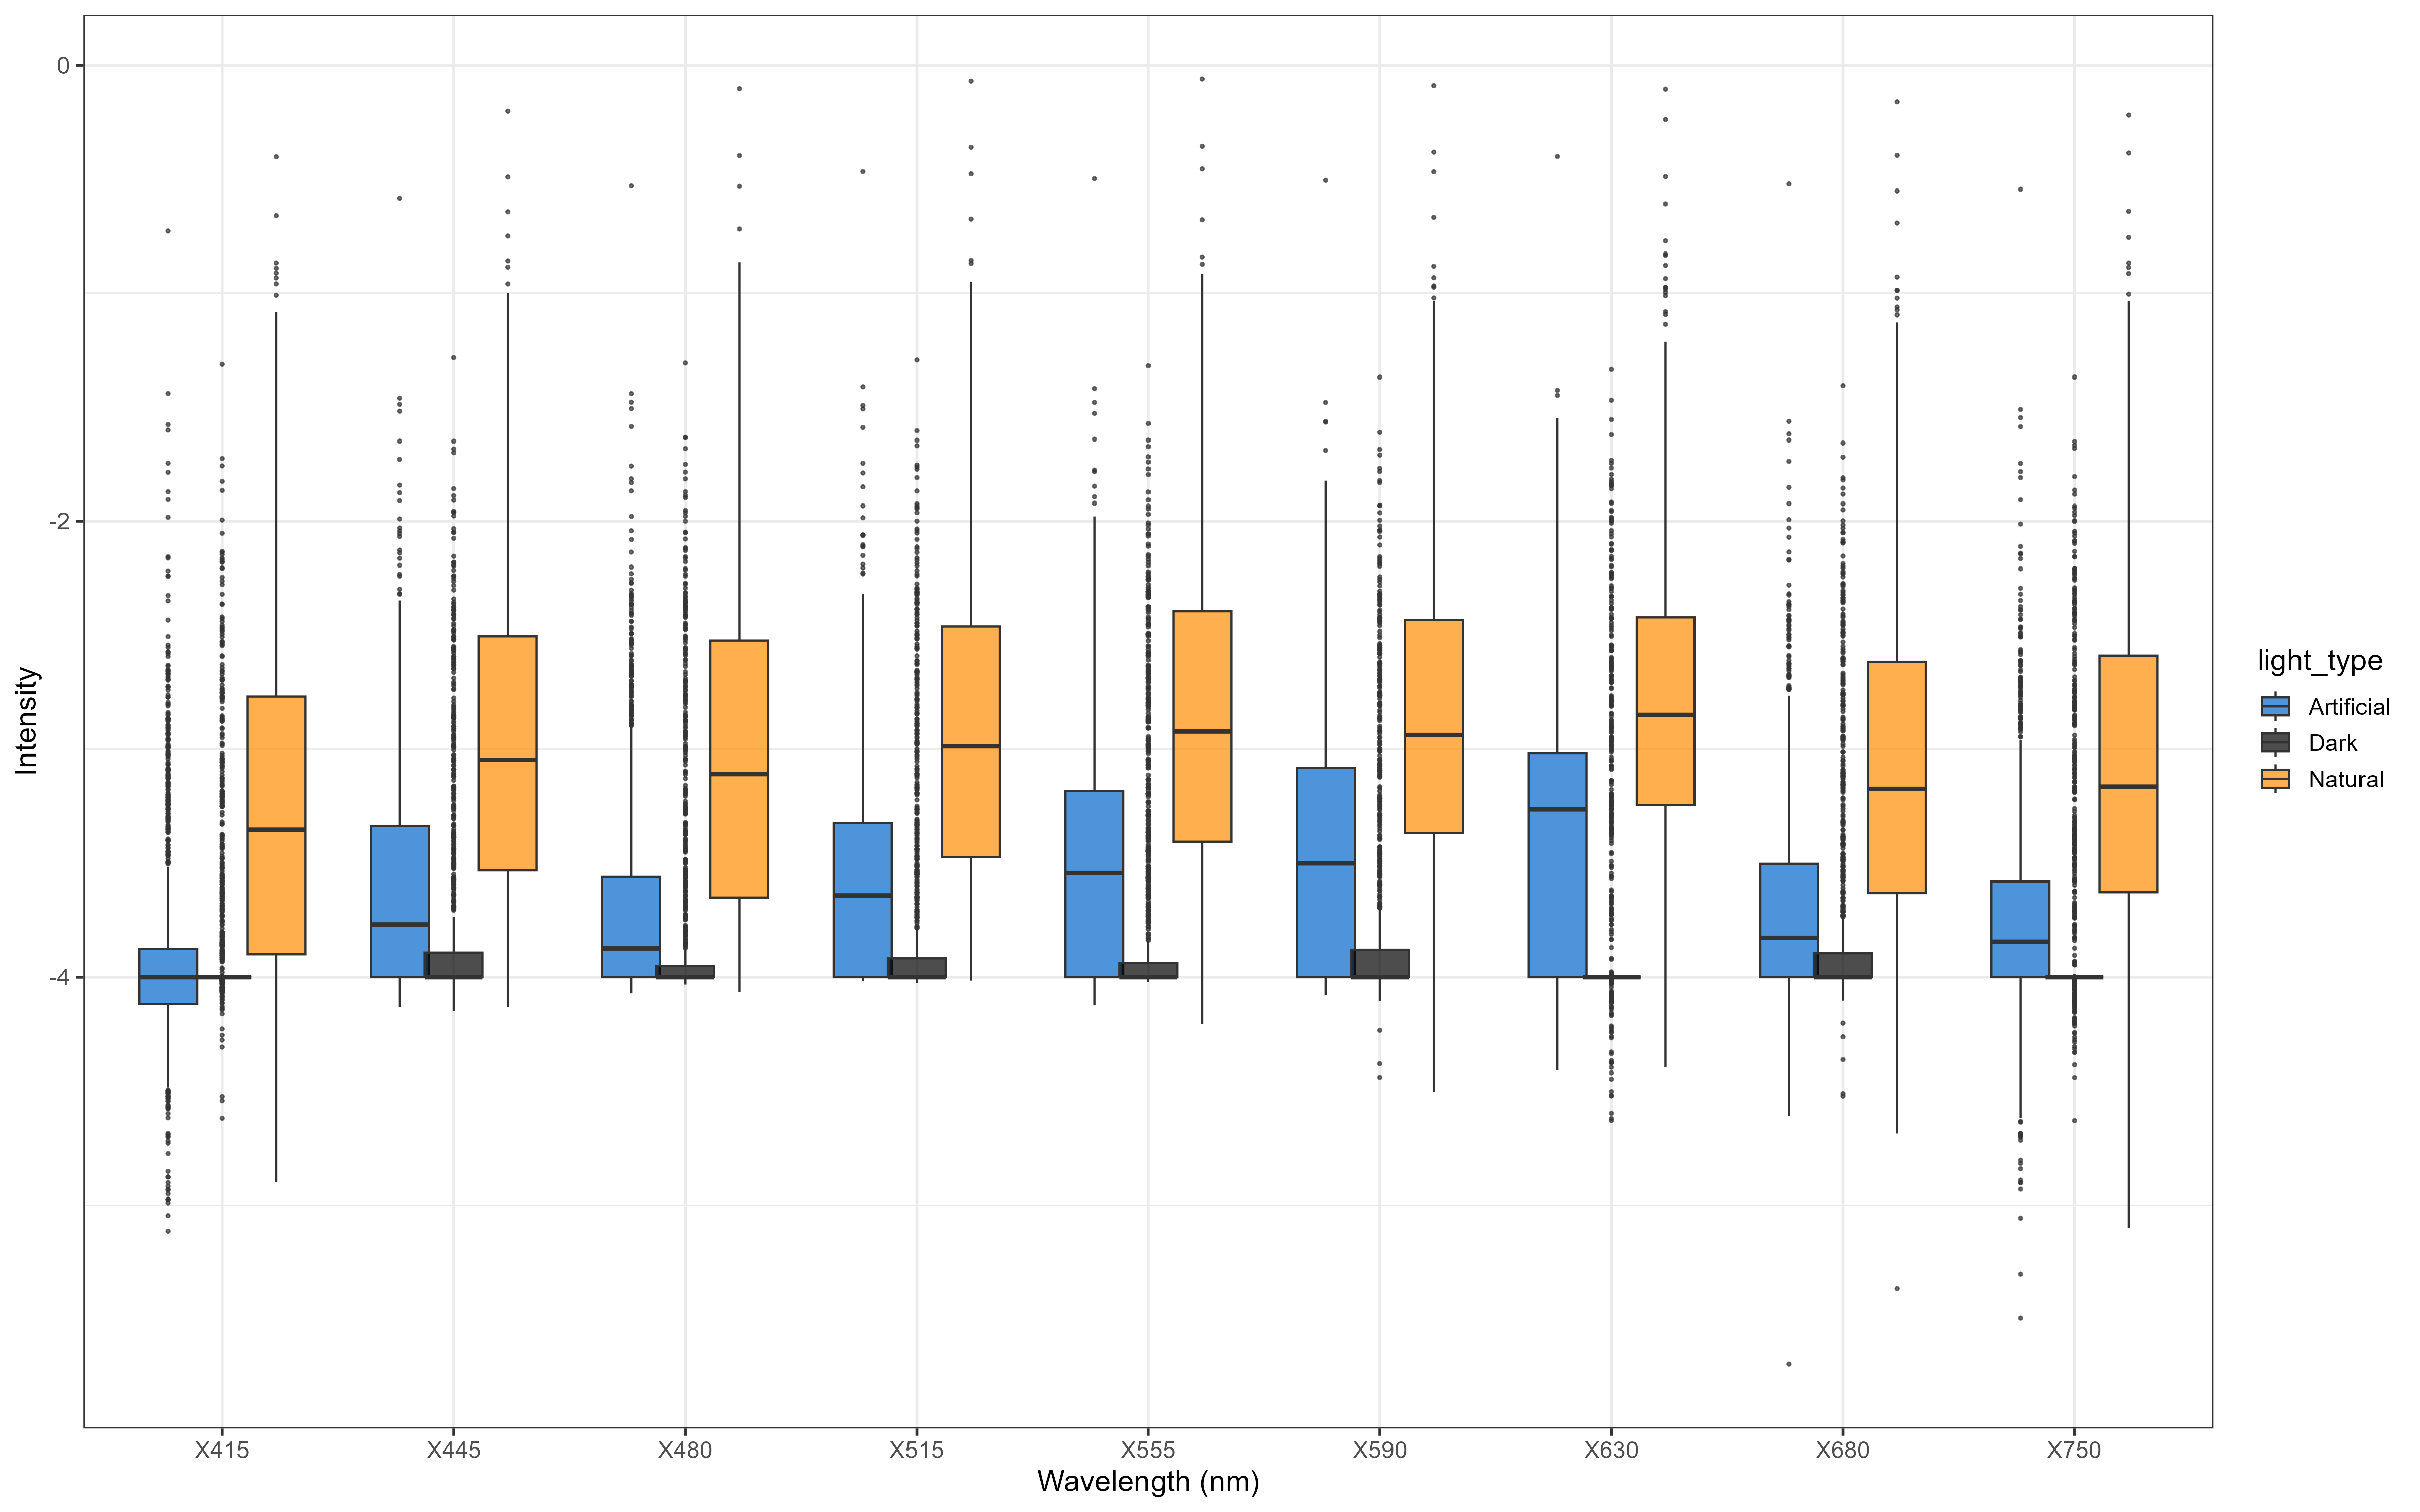 Intensity
0
-2
-4
X415 X445 X480 X515 X555 X590 X630 X680 X750
Wavelength (nm)
light_type
Artificial
Dark
Natural